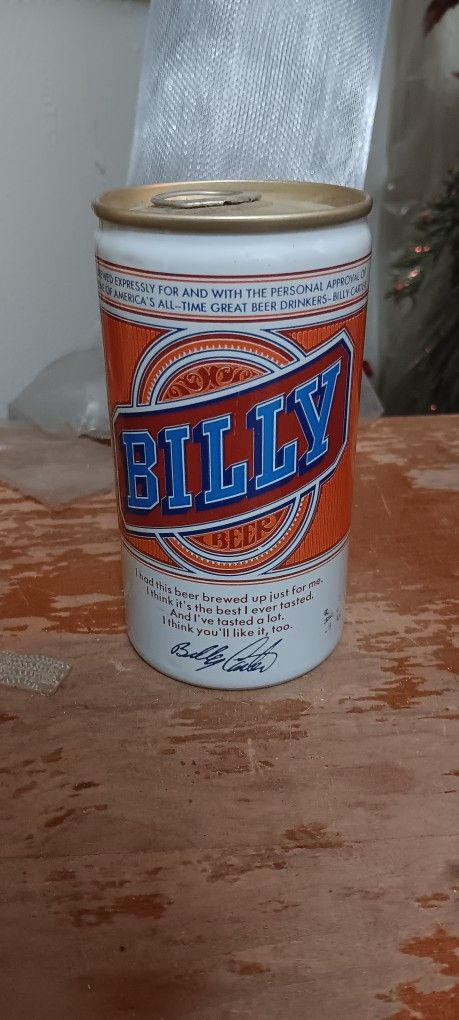 EXPRESSLY FOR AND WITH THE PERSONAL APPROVAL OF
OF AMERICA'S ALL–TIME GREAT BEER DRINKERS–BILLY
BILLY
BEER
I had this beer brewed up just for me.
I think it's the best I ever tasted.
And I've tasted a lot.
I think you'll like it, too.
Billy Carter